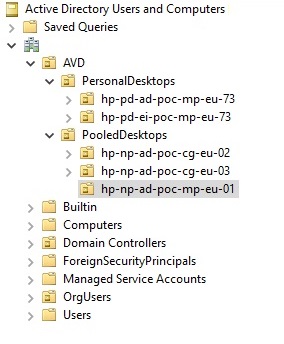 Active Directory Users and Computers
Saved Queries
AVD
PersonalDesktops
hp-pd-ad-poc-mp-eu-73
hp-pd-ei-poc-mp-eu-73
PooledDesktops
hp-np-ad-poc-cg-eu-02
hp-np-ad-poc-cg-eu-03
hp-np-ad-poc-mp-eu-01
Builtin
Computers
Domain Controllers
ForeignSecurityPrincipals
Managed Service Accounts
OrgUsers
Users